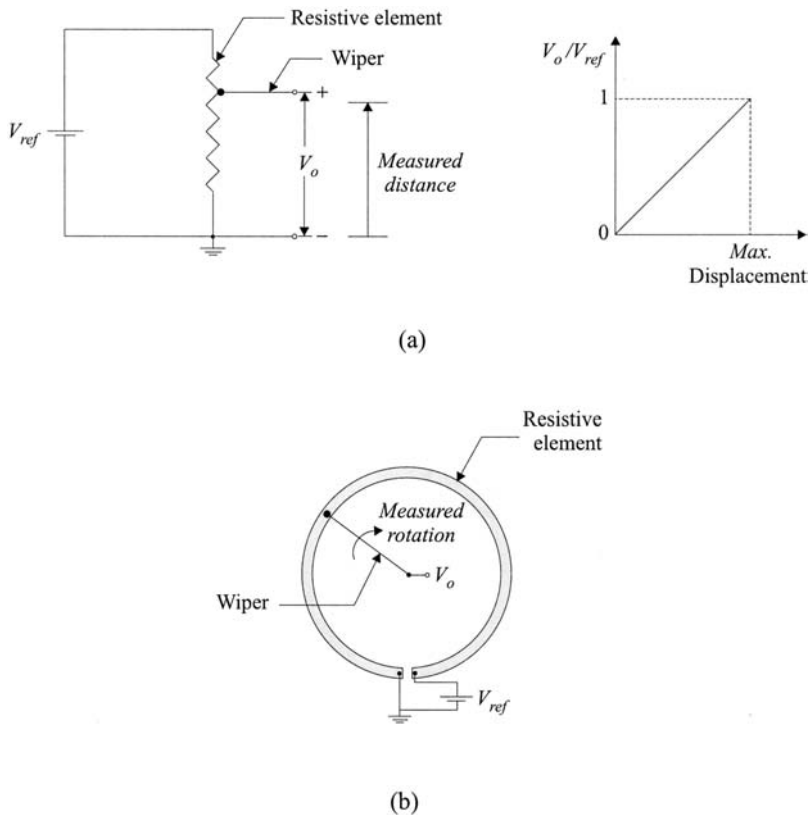 Resistive element
Wiper
+
V_ref
V_o
Measured
distance
−
V_o/V_ref
1
0
Max.
Displacement
(a)
Resistive
element
Measured
rotation
V_o
Wiper
V_ref
(b)